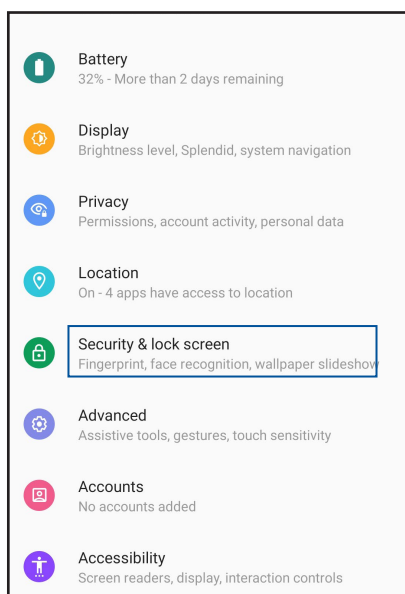 Battery
32% - More than 2 days remaining
Display
Brightness level, Splendid, system navigation
Privacy
Permissions, account activity, personal data
Location
On - 4 apps have access to location
Security & lock screen
Fingerprint, face recognition, wallpaper slideshow
Advanced
Assistive tools, gestures, touch sensitivity
Accounts
No accounts added
Accessibility
Screen readers, display, interaction controls